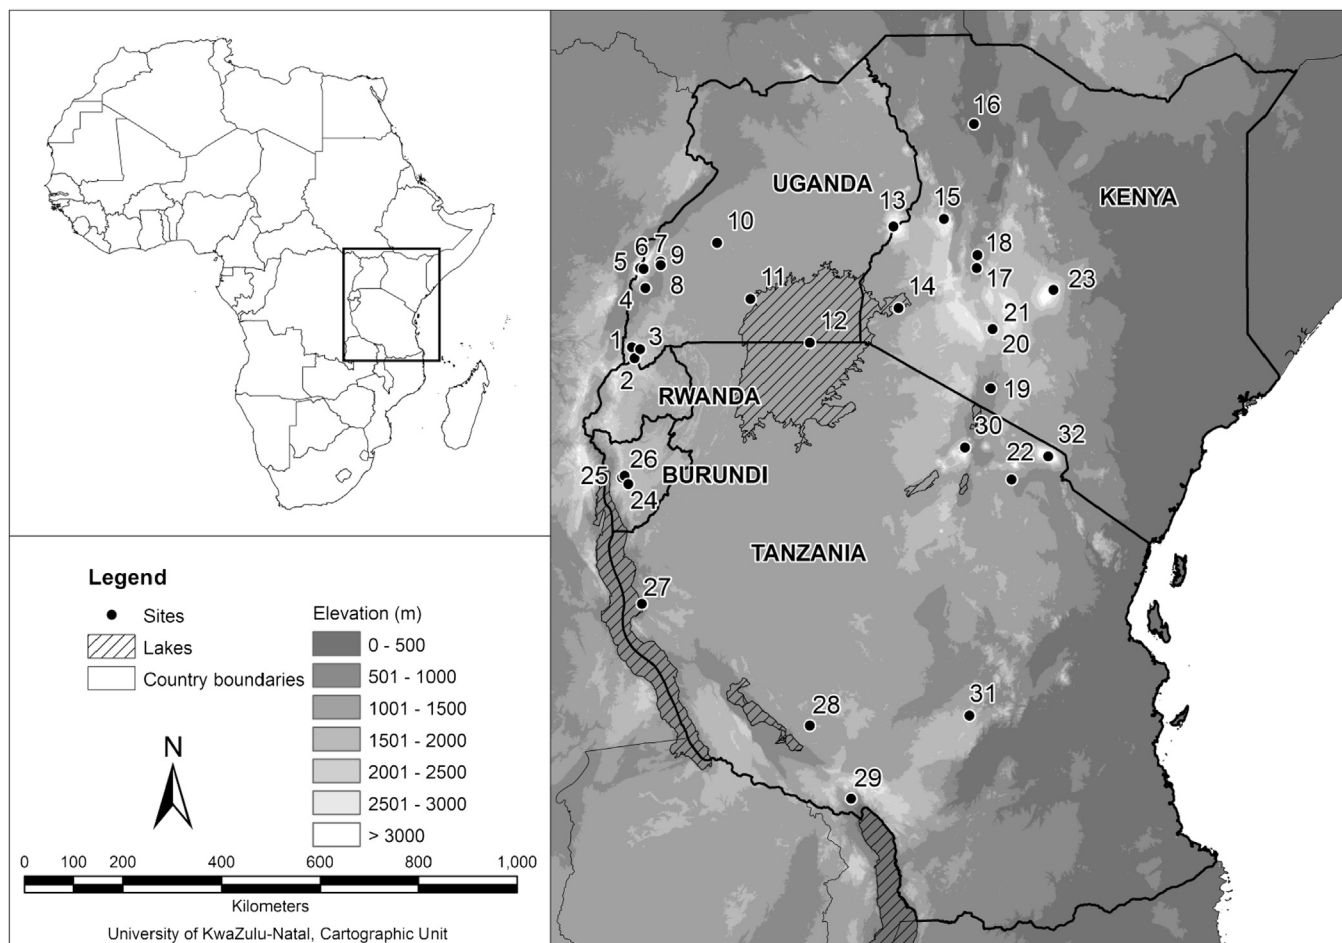 Legend
Sites
Lakes
Country boundaries
Elevation (m)
0 - 500
501 - 1000
1001 - 1500
1501 - 2000
2001 - 2500
2501 - 3000
> 3000
N
0 100 200 400 600 800 1,000
Kilometers
University of KwaZulu-Natal, Cartographic Unit
16
UGANDA
KENYA
13
15
10
6
7
18
5
9
17
23
4
8
11
14
21
12
20
1
3
2
19
RWANDA
30
32
22
26
25
BURUNDI
24
TANZANIA
27
28
31
29